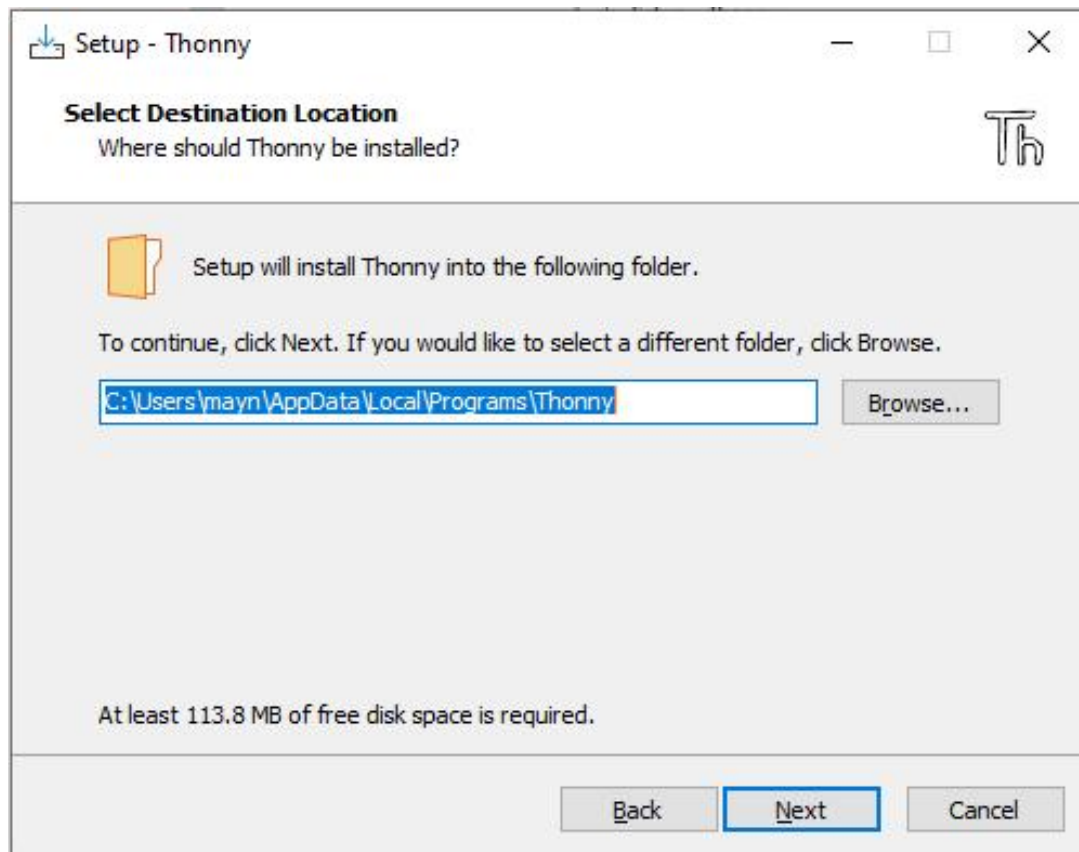 Setup - Thonny
Select Destination Location
Where should Thonny be installed?
Th
Setup will install Thonny into the following folder.
To continue, click Next. If you would like to select a different folder, click Browse.
C:\Users\mayn\AppData\Local\Programs\Thonny
Browse...
At least 113.8 MB of free disk space is required.
Back
Next
Cancel